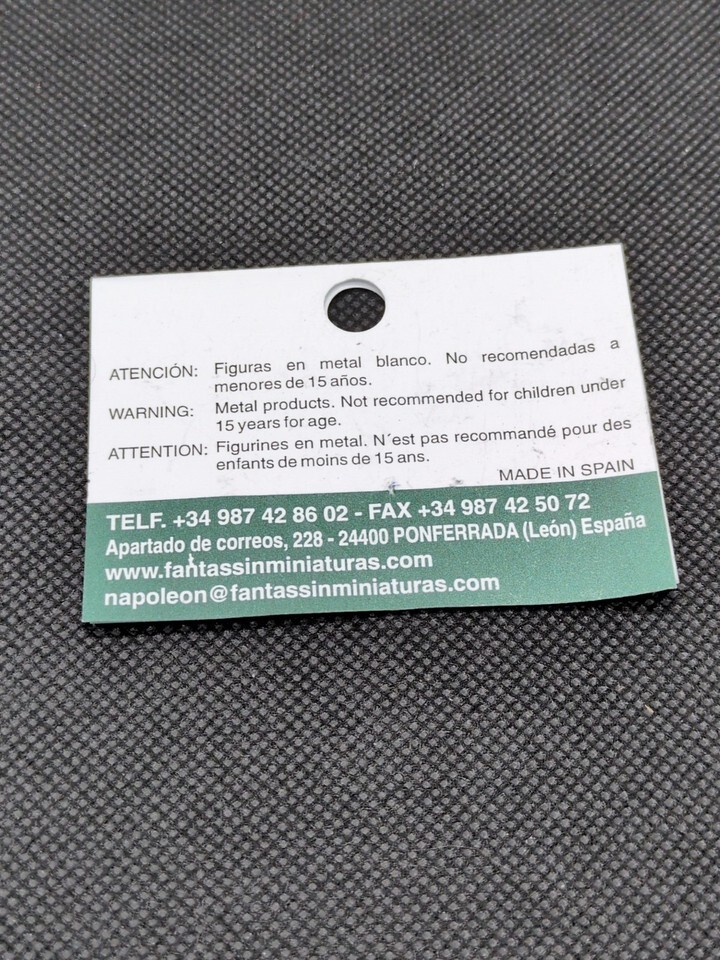 ATENCIÓN: Figuras en metal blanco. No recomendadas a
menores de 15 años.
WARNING: Metal products. Not recommended for children under
15 years for age.
ATTENTION: Figurines en metal. N´est pas recommandé pour des
enfants de moins de 15 ans.
MADE IN SPAIN
TELF. +34 987 42 86 02 - FAX +34 987 42 50 72
Apartado de correos, 228 - 24400 PONFERRADA (León) España
www.fantassinminiaturas.com
napoleon@fantassinminiaturas.com